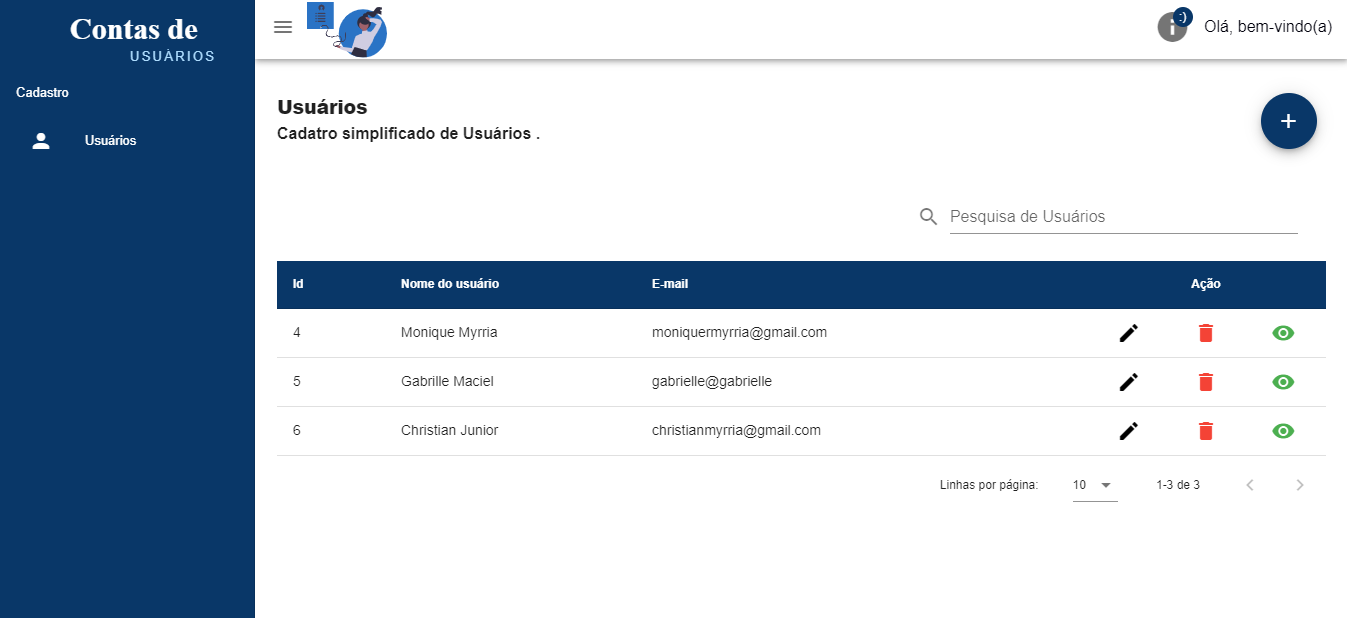 Contas de
USUÁRIOS
Cadastro
Usuários
:)
Olá, bem-vindo(a)
Usuários
Cadatro simplificado de Usuários .
+
Pesquisa de Usuários
Id Nome do usuário E-mail Ação
4 Monique Myrria moniquermyrria@gmail.com
5 Gabrille Maciel gabrielle@gabrielle
6 Christian Junior christianmyrria@gmail.com
Linhas por página: 10 1-3 de 3